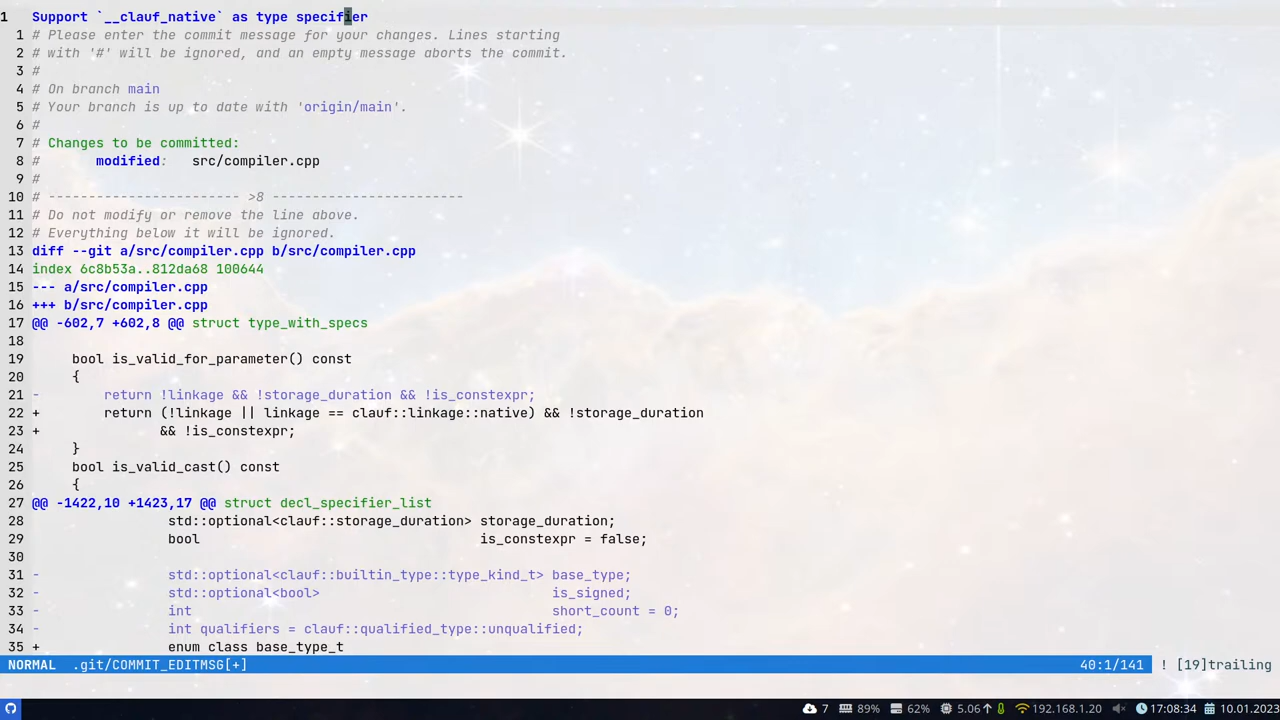 1   Support `__clauf_native` as type specifier
  1 # Please enter the commit message for your changes. Lines starting
  2 # with '#' will be ignored, and an empty message aborts the commit.
  3 #
  4 # On branch main
  5 # Your branch is up to date with 'origin/main'.
  6 #
  7 # Changes to be committed:
  8 #       modified:   src/compiler.cpp
  9 #
 10 # ------------------------ >8 ------------------------
 11 # Do not modify or remove the line above.
 12 # Everything below it will be ignored.
 13 diff --git a/src/compiler.cpp b/src/compiler.cpp
 14 index 6c8b53a..812da68 100644
 15 --- a/src/compiler.cpp
 16 +++ b/src/compiler.cpp
 17 @@ -602,7 +602,8 @@ struct type_with_specs
 18
 19      bool is_valid_for_parameter() const
 20      {
 21 -        return !linkage && !storage_duration && !is_constexpr;
 22 +        return (!linkage || linkage == clauf::linkage::native) && !storage_duration
 23 +               && !is_constexpr;
 24      }
 25      bool is_valid_cast() const
 26      {
 27 @@ -1422,10 +1423,17 @@ struct decl_specifier_list
 28                  std::optional<clauf::storage_duration> storage_duration;
 29                  bool                                   is_constexpr = false;
 30
 31 -                std::optional<clauf::builtin_type::type_kind_t> base_type;
 32 -                std::optional<bool>                             is_signed;
 33 -                int                                             short_count = 0;
 34 -                int qualifiers = clauf::qualified_type::unqualified;
 35 +                enum class base_type_t
NORMAL  .git/COMMIT_EDITMSG[+] 40:1/141 ! [19]trailing
7 89% 62% 5.06 192.168.1.20 17:08:34 10.01.2023